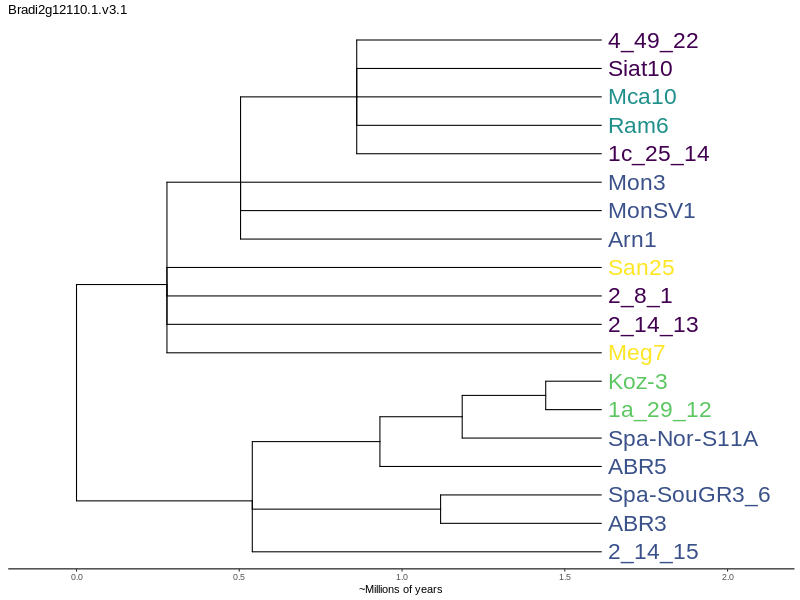 Bradi2g12110.1.v3.1
4_49_22
Siat10
Mca10
Ram6
1c_25_14
Mon3
MonSV1
Arn1
San25
2_8_1
2_14_13
Meg7
Koz-3
1a_29_12
Spa-Nor-S11A
ABR5
Spa-SouGR3_6
ABR3
2_14_15
0.0 0.5 1.0 1.5 2.0
~Millions of years